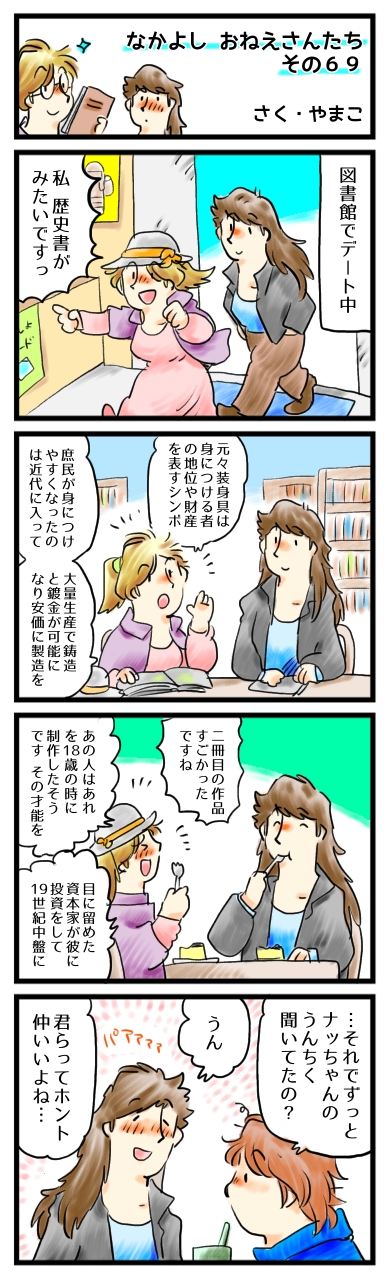 なかよし おねえさんたち
その６９
さく・やまこ
図書館でデート中
私 歴史書が
みたいですっ
元々装身具は
身につける者
の地位や財産
を表すシンボ
庶民が身につけ
やすくなったの
は近代に入って
大量生産で鋳造
と鍍金が可能に
なり安価に製造を
二冊目の作品
すごかった
ですね
あの人はあれ
を18歳の時に
制作したそう
です その才能を
目に留めた
資本家が彼に
投資をして
19世紀中盤に
…それでずっと
ナッちゃんの
うんちく
聞いてたの？
うん
パアアアア
君らってホント
仲いいよね…